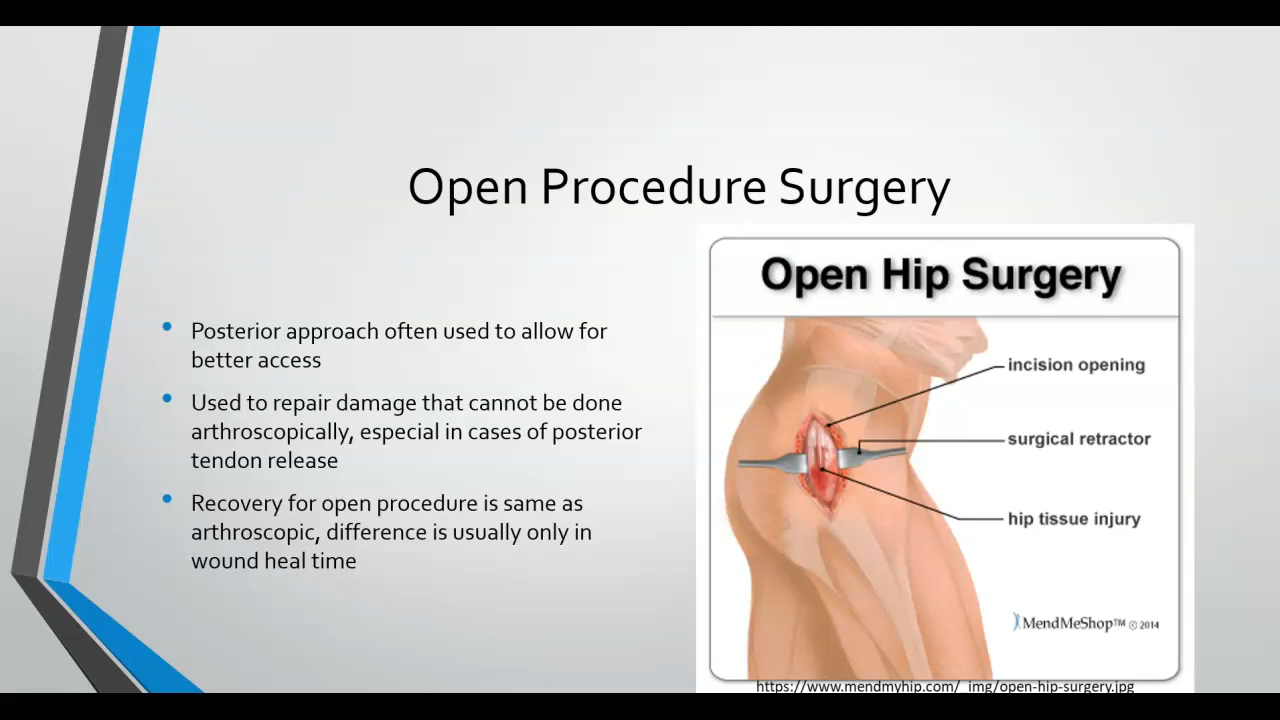 Open Procedure Surgery
Posterior approach often used to allow for
better access
Used to repair damage that cannot be done
arthroscopically, especial in cases of posterior
tendon release
Recovery for open procedure is same as
arthroscopic, difference is usually only in
wound heal time
Open Hip Surgery
incision opening
surgical retractor
hip tissue injury
MendMeShop™ © 2014
https://www.mendmyhip.com/_img/open-hip-surgery.jpg